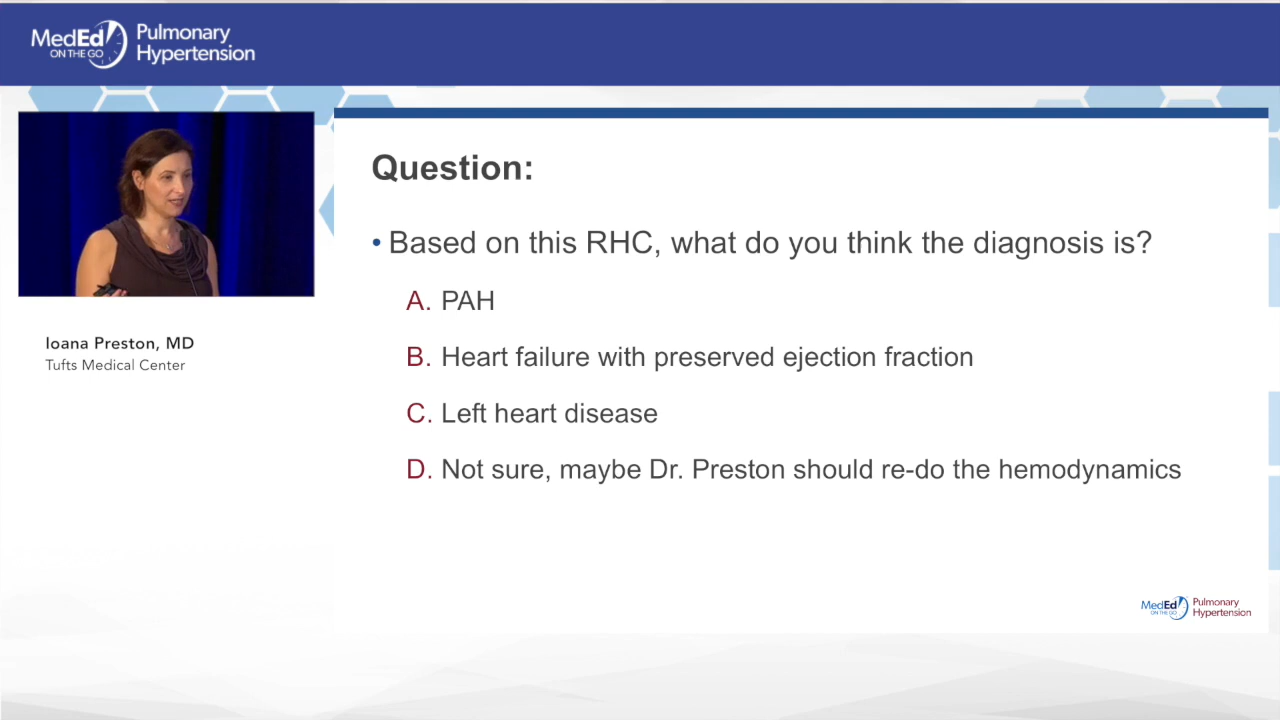 MedEd
ON THE GO
Pulmonary
Hypertension
Ioana Preston, MD
Tufts Medical Center
Question:
• Based on this RHC, what do you think the diagnosis is?
A. PAH
B. Heart failure with preserved ejection fraction
C. Left heart disease
D. Not sure, maybe Dr. Preston should re-do the hemodynamics
MedEd
ON THE GO
Pulmonary
Hypertension